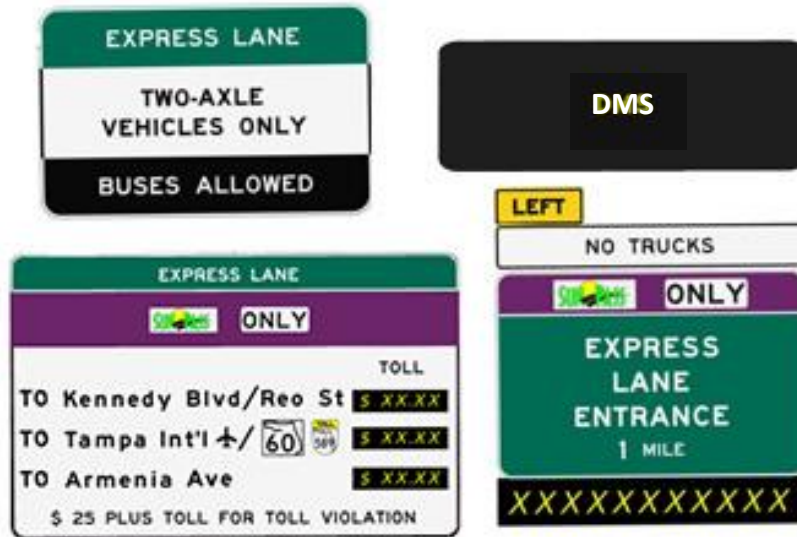 EXPRESS LANE
TWO-AXLE
VEHICLES ONLY
BUSES ALLOWED
DMS
LEFT
NO TRUCKS
SUNPASS ONLY
EXPRESS
LANE
ENTRANCE
1 MILE
XXXXXXXXXXX
EXPRESS LANE
SUNPASS ONLY
TOLL
TO Kennedy Blvd/Reo St $ XX.XX
TO Tampa Int'l / 60 589 $ XX.XX
TO Armenia Ave $ XX.XX
$ 25 PLUS TOLL FOR TOLL VIOLATION